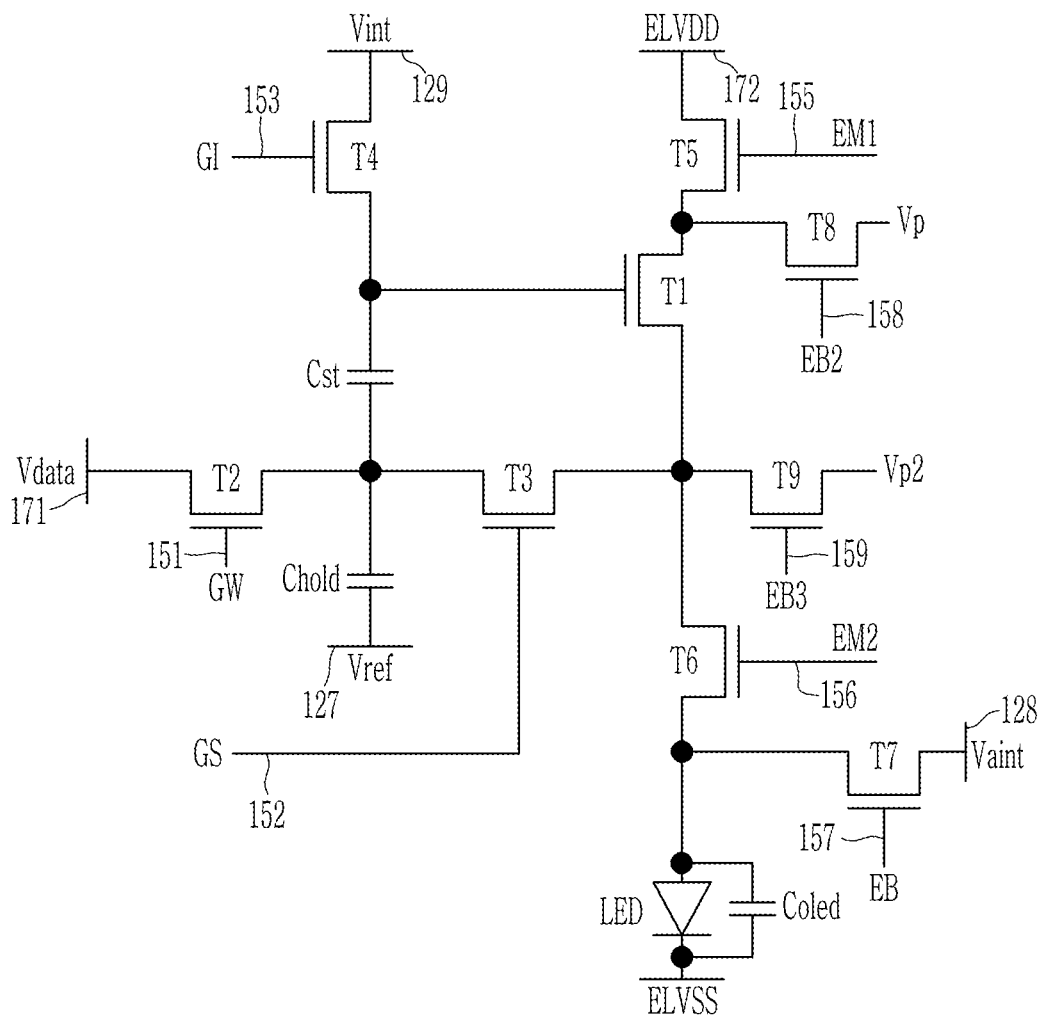 Vint
ELVDD
129
172
153
155
GI
T4
T5
EM1
T8
Vp
T1
158
EB2
Cst
Vdata
T2
T3
T9
Vp2
171
151
GW
159
EB3
Chold
Vref
127
EM2
T6
156
GS
152
128
T7
Vaint
157
EB
LED
Coled
ELVSS